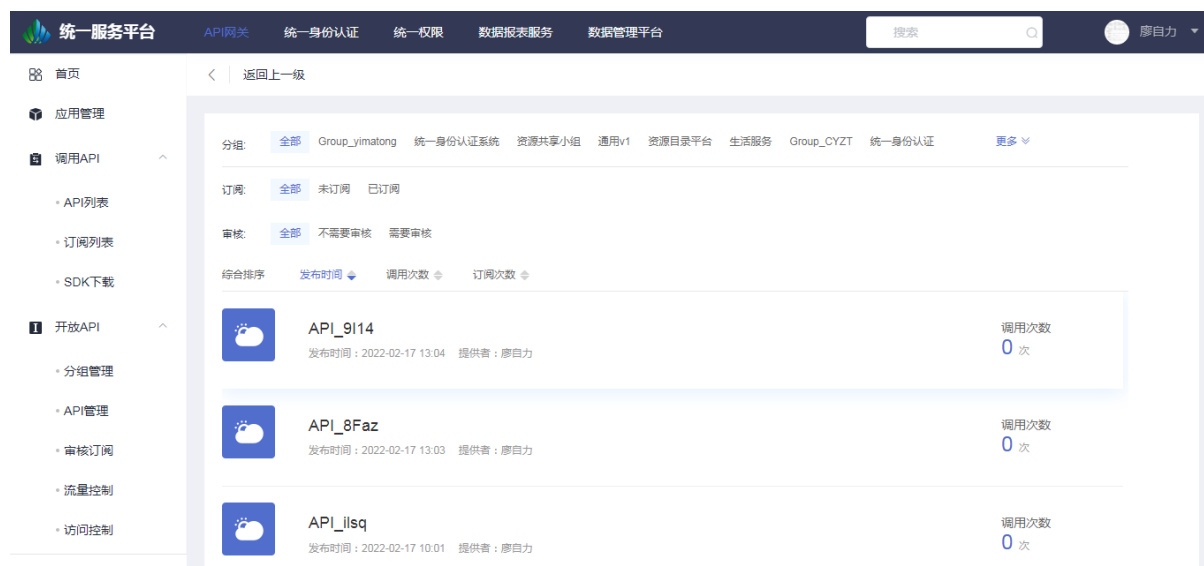 统一服务平台 API网关 统一身份认证 统一权限 数据报表服务 数据管理平台 搜索 廖自力
首页
返回上一级
应用管理
调用API
API列表
订阅列表
SDK下载
开放API
分组管理
API管理
审核订阅
流量控制
访问控制
分组: 全部 Group_yimatong 统一身份认证系统 资源共享小组 通用v1 资源目录平台 生活服务 Group_CYZT 统一身份认证 更多
订阅: 全部 未订阅 已订阅
审核: 全部 不需要审核 需要审核
综合排序 发布时间 调用次数 订阅次数
API_9I14
发布时间：2022-02-17 13:04 提供者：廖自力
调用次数
0 次
API_8Faz
发布时间：2022-02-17 13:03 提供者：廖自力
调用次数
0 次
API_ilsq
发布时间：2022-02-17 10:01 提供者：廖自力
调用次数
0 次